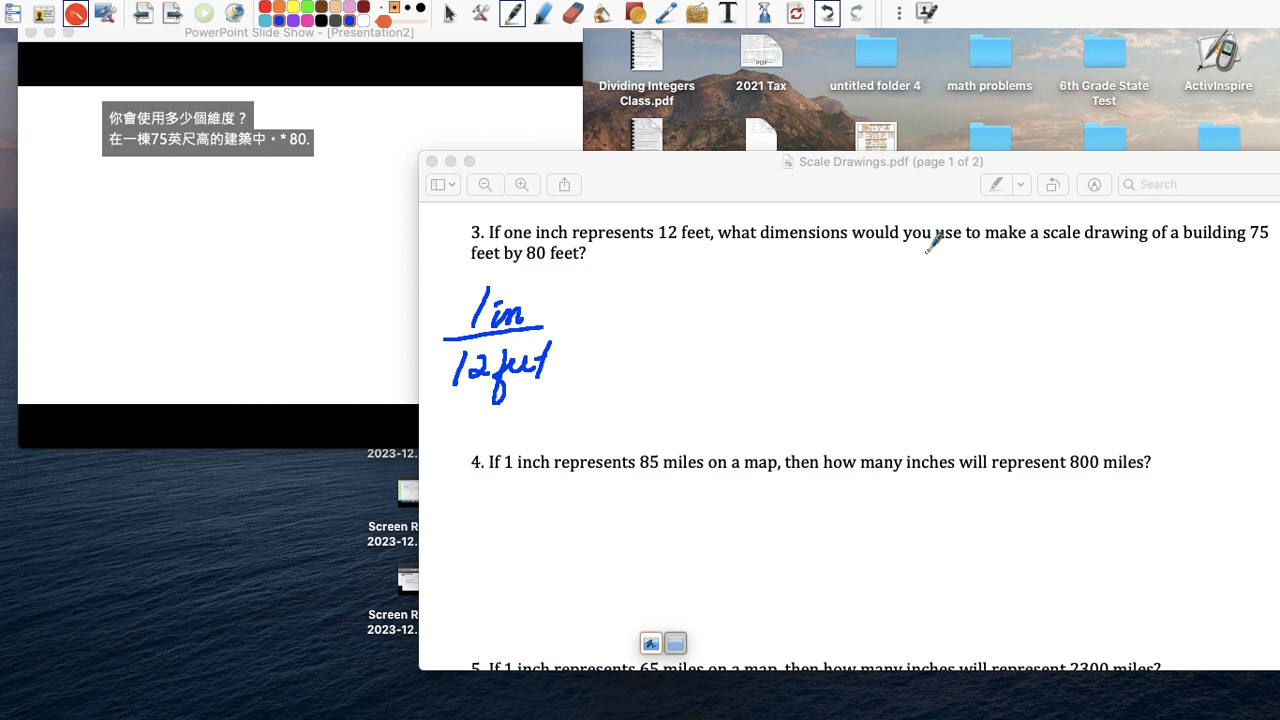 PowerPoint Slide Show - [Presentation2]
你會使用多少個維度？
在一棟75英尺高的建築中。* 80.
Dividing Integers
Class.pdf
PDF
2021 Tax
untitled folder 4
math problems
6th Grade State
Test
ActivInspire
Scale Drawings.pdf (page 1 of 2)
Search
3. If one inch represents 12 feet, what dimensions would you use to make a scale drawing of a building 75
feet by 80 feet?
1 in
12 feet
4. If 1 inch represents 85 miles on a map, then how many inches will represent 800 miles?
5. If 1 inch represents 65 miles on a map, then how many inches will represent 2300 miles?
2023-12.
Screen R
2023-12.
Screen R
2023-12.